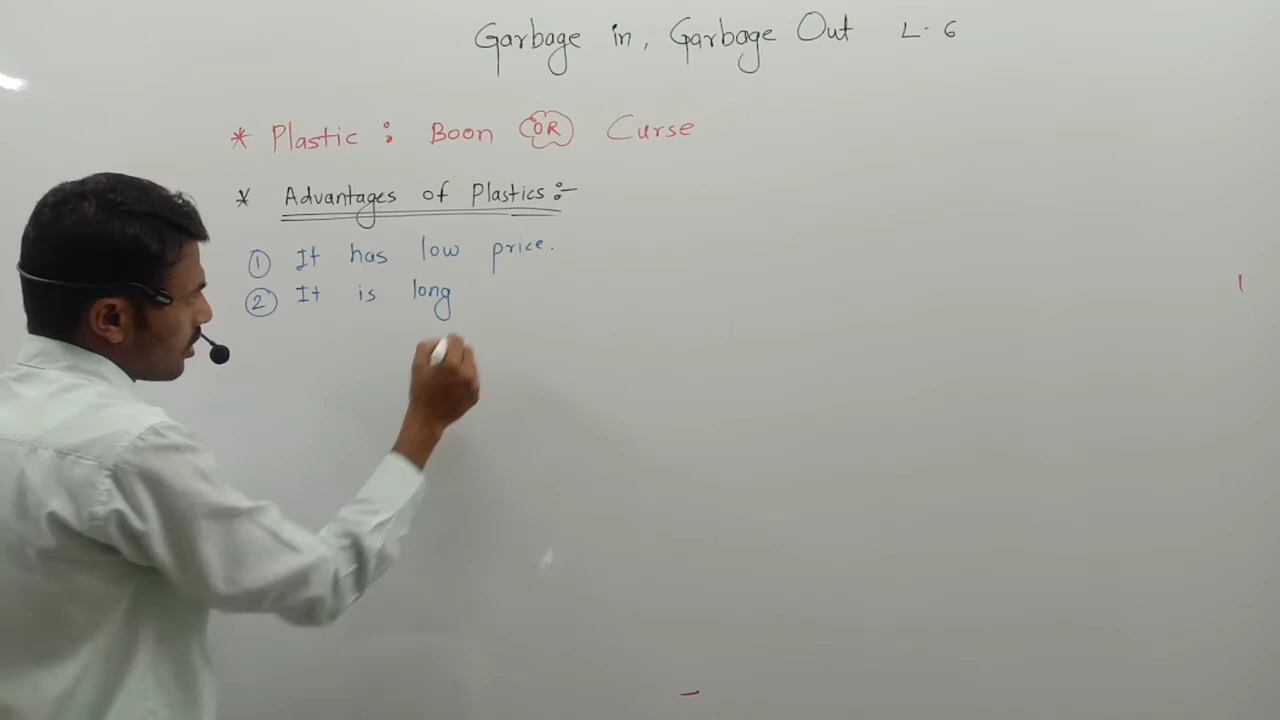 Garbage in, Garbage Out L. 6
* Plastic : Boon OR Curse
* Advantages of Plastics :-
① It has low price.
② It is long